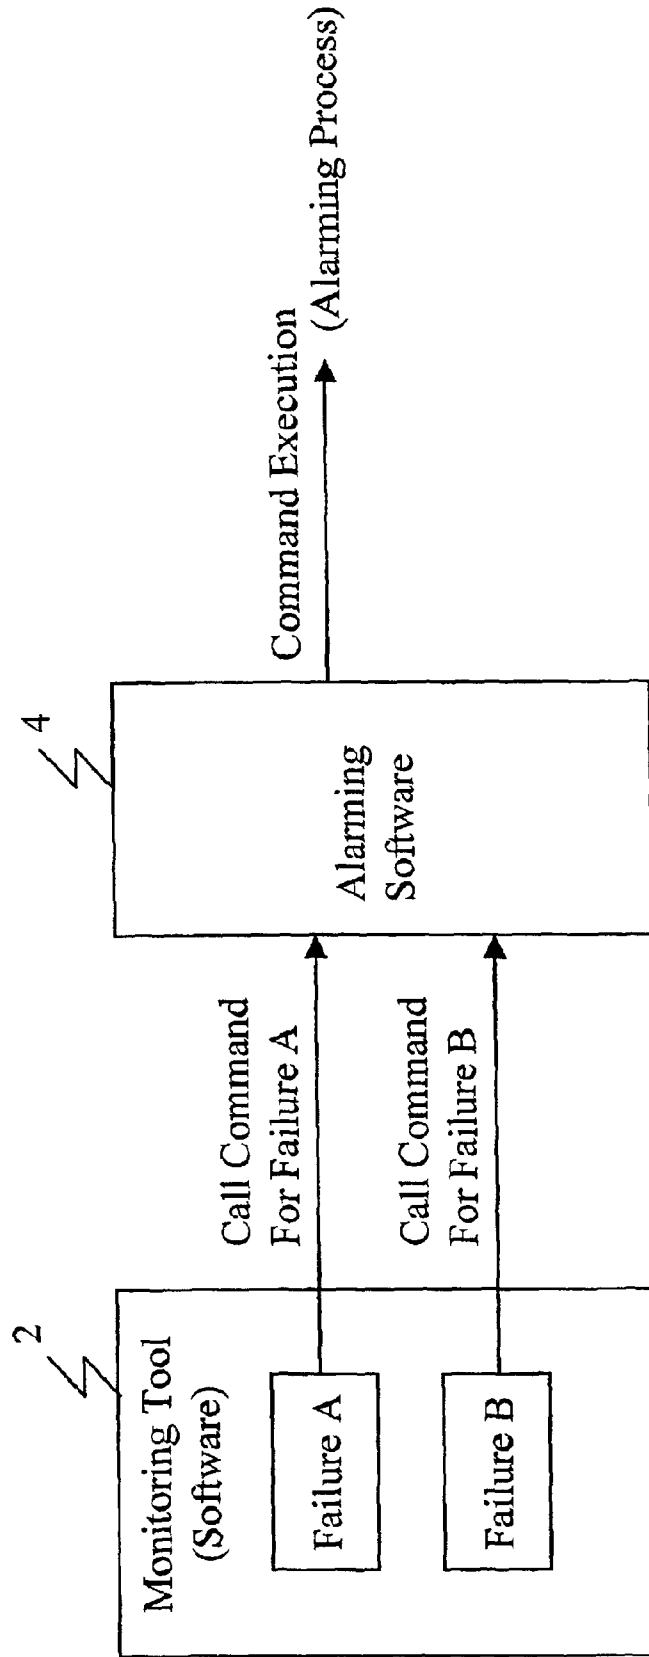 2
Monitoring Tool
(Software)
Failure A
Failure B
Call Command
For Failure A
Call Command
For Failure B
4
Alarming
Software
Command Execution
(Alarming Process)